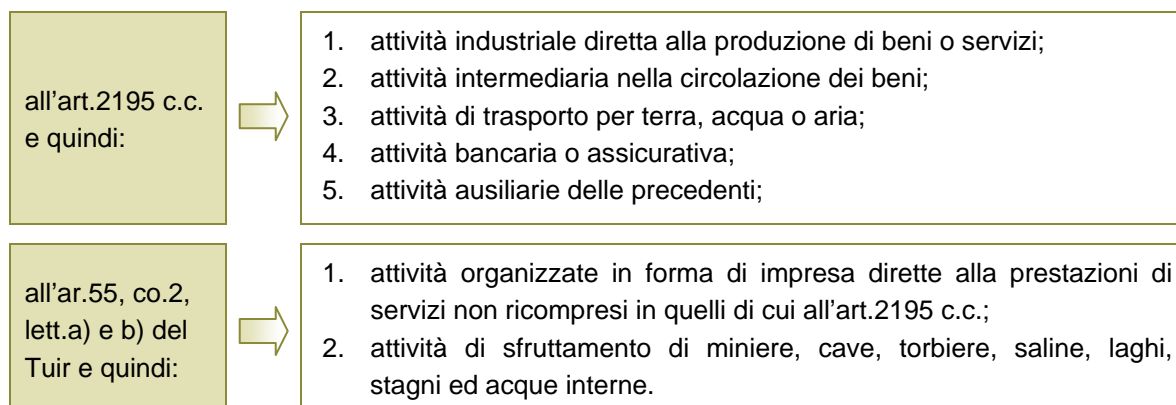 all’art.2195 c.c.
e quindi:
1. attività industriale diretta alla produzione di beni o servizi;
2. attività intermediaria nella circolazione dei beni;
3. attività di trasporto per terra, acqua o aria;
4. attività bancaria o assicurativa;
5. attività ausiliarie delle precedenti;
all’ar.55, co.2,
lett.a) e b) del
Tuir e quindi:
1. attività organizzate in forma di impresa dirette alla prestazioni di
servizi non ricompresi in quelli di cui all’art.2195 c.c.;
2. attività di sfruttamento di miniere, cave, torbiere, saline, laghi,
stagni ed acque interne.